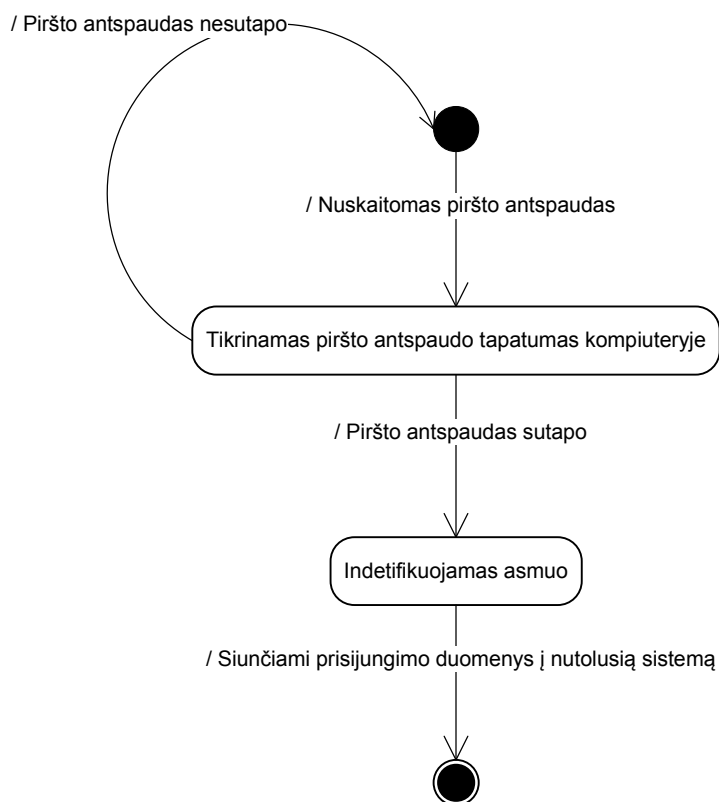 / Piršto antspaudas nesutapo
/ Nuskaitomas piršto antspaudas
Tikrinamas piršto antspaudo tapatumas kompiuteryje
/ Piršto antspaudas sutapo
Indetifikuojamas asmuo
/ Siunčiami prisijungimo duomenys į nutolusią sistemą